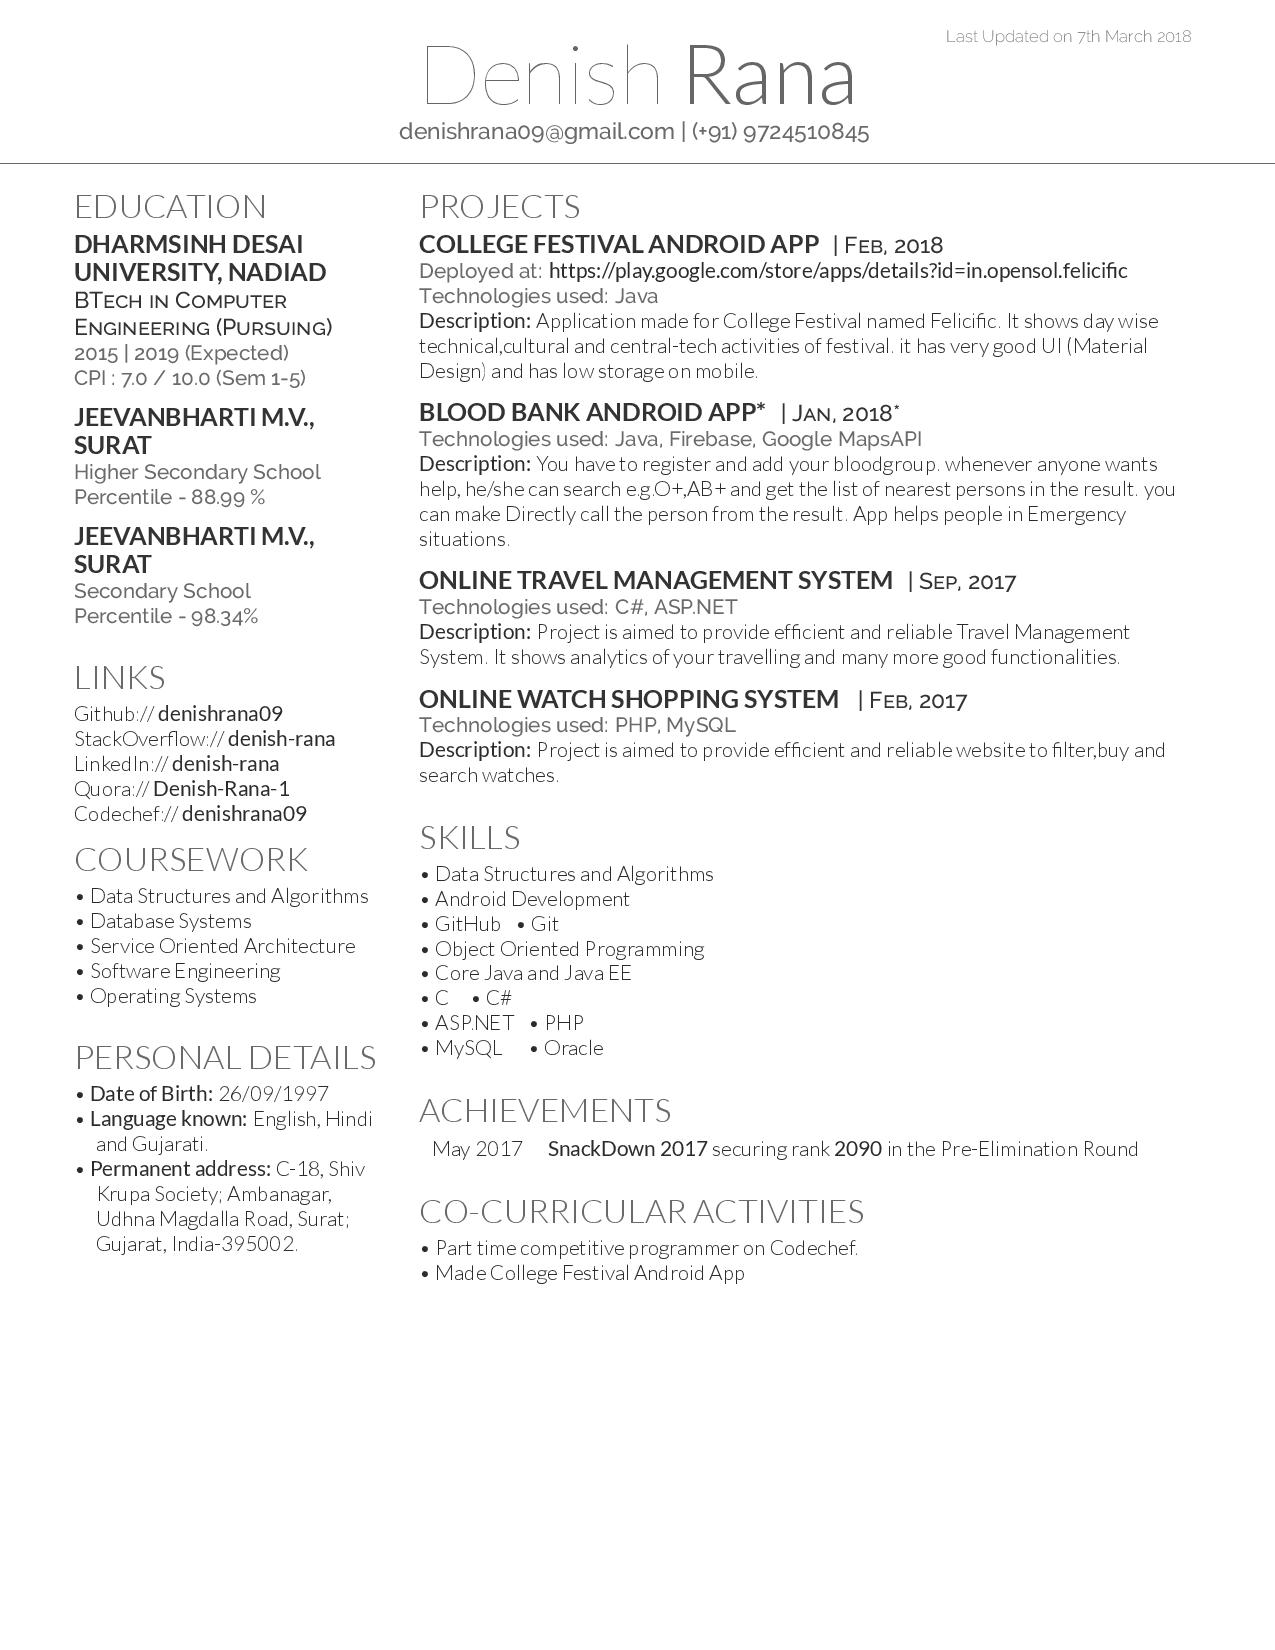 Last Updated on 7th March 2018
Denish Rana
denishrana09@gmail.com | (+91) 9724510845
EDUCATION
DHARMSINH DESAI
UNIVERSITY, NADIAD
BTech in Computer
Engineering (Pursuing)
2015 | 2019 (Expected)
CPI : 7.0 / 10.0 (Sem 1-5)
JEEVANBHARTI M.V.,
SURAT
Higher Secondary School
Percentile - 88.99 %
JEEVANBHARTI M.V.,
SURAT
Secondary School
Percentile - 98.34%
LINKS
Github:// denishrana09
StackOverflow:// denish-rana
LinkedIn:// denish-rana
Quora:// Denish-Rana-1
Codechef:// denishrana09
COURSEWORK
• Data Structures and Algorithms
• Database Systems
• Service Oriented Architecture
• Software Engineering
• Operating Systems
PERSONAL DETAILS
• Date of Birth: 26/09/1997
• Language known: English, Hindi
and Gujarati.
• Permanent address: C-18, Shiv
Krupa Society; Ambanagar,
Udhna Magdalla Road, Surat;
Gujarat, India-395002.
PROJECTS
COLLEGE FESTIVAL ANDROID APP | Feb, 2018
Deployed at: https://play.google.com/store/apps/details?id=in.opensol.felicific
Technologies used: Java
Description: Application made for College Festival named Felicific. It shows day wise
technical,cultural and central-tech activities of festival. it has very good UI (Material
Design) and has low storage on mobile.
BLOOD BANK ANDROID APP* | Jan, 2018*
Technologies used: Java, Firebase, Google MapsAPI
Description: You have to register and add your bloodgroup. whenever anyone wants
help, he/she can search e.g.O+,AB+ and get the list of nearest persons in the result. you
can make Directly call the person from the result. App helps people in Emergency
situations.
ONLINE TRAVEL MANAGEMENT SYSTEM | Sep, 2017
Technologies used: C#, ASP.NET
Description: Project is aimed to provide efficient and reliable Travel Management
System. It shows analytics of your travelling and many more good functionalities.
ONLINE WATCH SHOPPING SYSTEM | Feb, 2017
Technologies used: PHP, MySQL
Description: Project is aimed to provide efficient and reliable website to filter,buy and
search watches.
SKILLS
• Data Structures and Algorithms
• Android Development
• GitHub • Git
• Object Oriented Programming
• Core Java and Java EE
• C • C#
• ASP.NET • PHP
• MySQL • Oracle
ACHIEVEMENTS
May 2017 SnackDown 2017 securing rank 2090 in the Pre-Elimination Round
CO-CURRICULAR ACTIVITIES
• Part time competitive programmer on Codechef.
• Made College Festival Android App